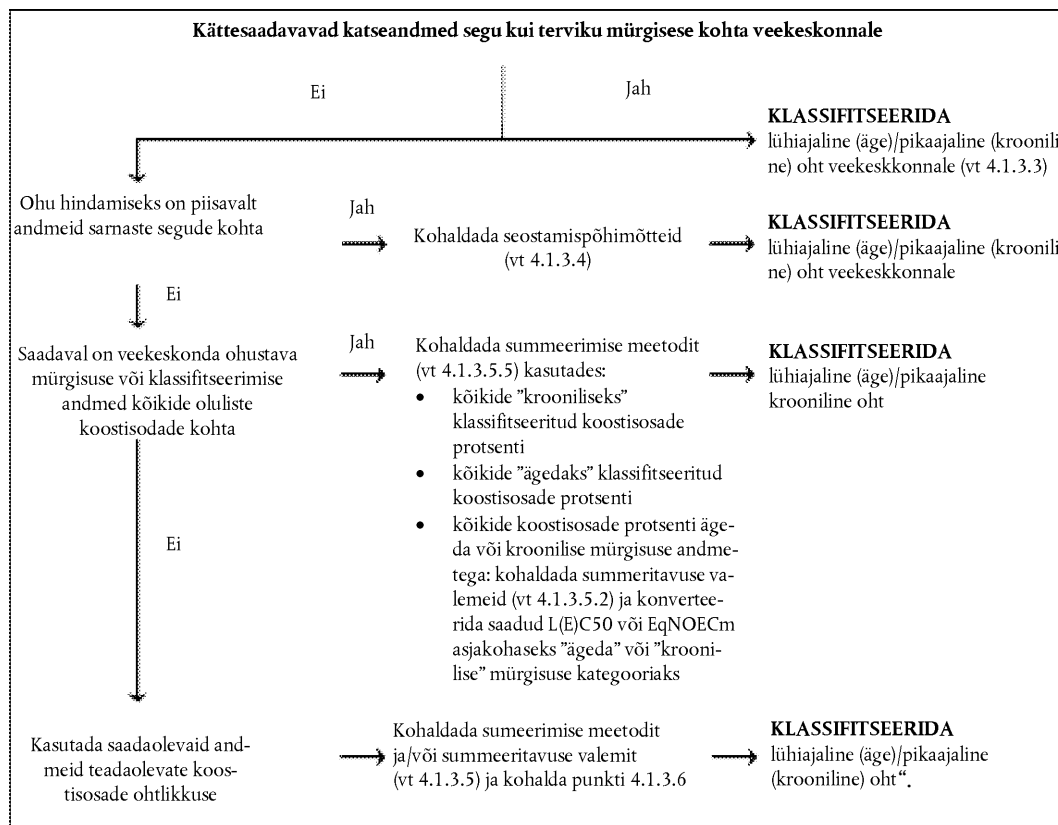 Kättesaadavavad katseandmed segu kui terviku mürgisese kohta veekeskonnale
Ei
Jah
KLASSIFITSEERIDA
lühiajaline (äge)/pikaajaline (kroonili
ne) oht veekeskkonnale (vt 4.1.3.3)
Ohu hindamiseks on piisavalt
andmeid sarnaste segude kohta
Jah
Kohaldada seostamispõhimõtteid
(vt 4.1.3.4)
KLASSIFITSEERIDA
lühiajaline (äge)/pikaajaline (kroonili
ne) oht veekeskkonnale
Ei
Saadaval on veekeskonda ohustava
mürgisuse või klassifitseerimise
andmed kõikide oluliste
koostisodade kohta
Jah
Kohaldada summeerimise meetodit
(vt 4.1.3.5.5) kasutades:
• kõikide "krooniliseks"
klassifitseeritud koostisosade
protsenti
• kõikide ”ägedaks” klassifitseeritud
koostisosade protsenti
• kõikide koostisosade protsenti äge-
da või kroonilise mürgisuse andme-
tega: kohaldada summeritavuse va-
lemeid (vt 4.1.3.5.2) ja konvertee-
rida saadud L(E)C50 või EqNOECm
asjakohaseks ”ägeda” või ”krooni-
lise” mürgisuse kategooriaks
KLASSIFITSEERIDA
lühiajaline (äge)/pikaajaline
krooniline oht
Ei
Kasutada saadaolevaid and-
meid teadaolevate koos-
tisosade ohtlikkuse
Kohaldada sumeerimise meetodit
ja/või summeeritavuse valemit
(vt 4.1.3.5) ja kohalda punkti 4.1.3.6
KLASSIFITSEERIDA
lühiajaline (äge)/pikaajaline
(krooniline) oht“.